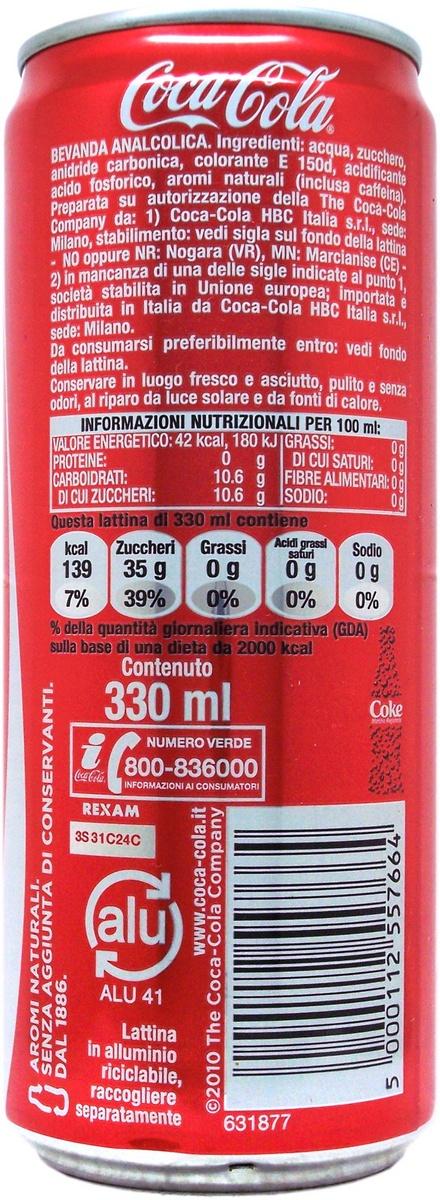 Coca-Cola®
BEVANDA ANALCOLICA. Ingredienti: acqua, zucchero,
anidride carbonica, colorante E 150d, acidificante
acido fosforico, aromi naturali (inclusa caffeina).
Preparata su autorizzazione della The Coca-Cola
Company da: 1) Coca-Cola HBC Italia s.r.l., sede:
Milano, stabilimento: vedi sigla sul fondo della lattina
- NO oppure NR: Nogara (VR), MN: Marcianise (CE) -
2) in mancanza di una delle sigle indicate al punto 1,
società stabilita in Unione europea; importata e
distribuita in Italia da Coca-Cola HBC Italia s.r.l.,
sede: Milano.
Da consumarsi preferibilmente entro: vedi fondo
della lattina.
Conservare in luogo fresco e asciutto, pulito e senza
odori, al riparo da luce solare e da fonti di calore.
INFORMAZIONI NUTRIZIONALI PER 100 ml:
VALORE ENERGETICO: 42 kcal, 180 kJ GRASSI: 0 g
PROTEINE: 0 g DI CUI SATURI: 0 g
CARBOIDRATI: 10.6 g FIBRE ALIMENTARI: 0 g
DI CUI ZUCCHERI: 10.6 g SODIO: 0 g
Questa lattina di 330 ml contiene
kcal Zuccheri Grassi Acidi grassi saturi Sodio
139 35 g 0 g 0 g 0 g
7% 39% 0% 0% 0%
% della quantità giornaliera indicativa (GDA)
sulla base di una dieta da 2000 kcal
Contenuto
330 ml
Coke
i Coca-Cola
NUMERO VERDE
800-836000
INFORMAZIONI AI CONSUMATORI
REXAM
3S31C24C
alu
ALU 41
Lattina
in alluminio
riciclabile,
raccogliere
separatamente
AROMI NATURALI.
SENZA AGGIUNTA DI CONSERVANTI.
DAL 1886.
www.coca-cola.it
©2010 The Coca-Cola Company
5 000112 557664
631877